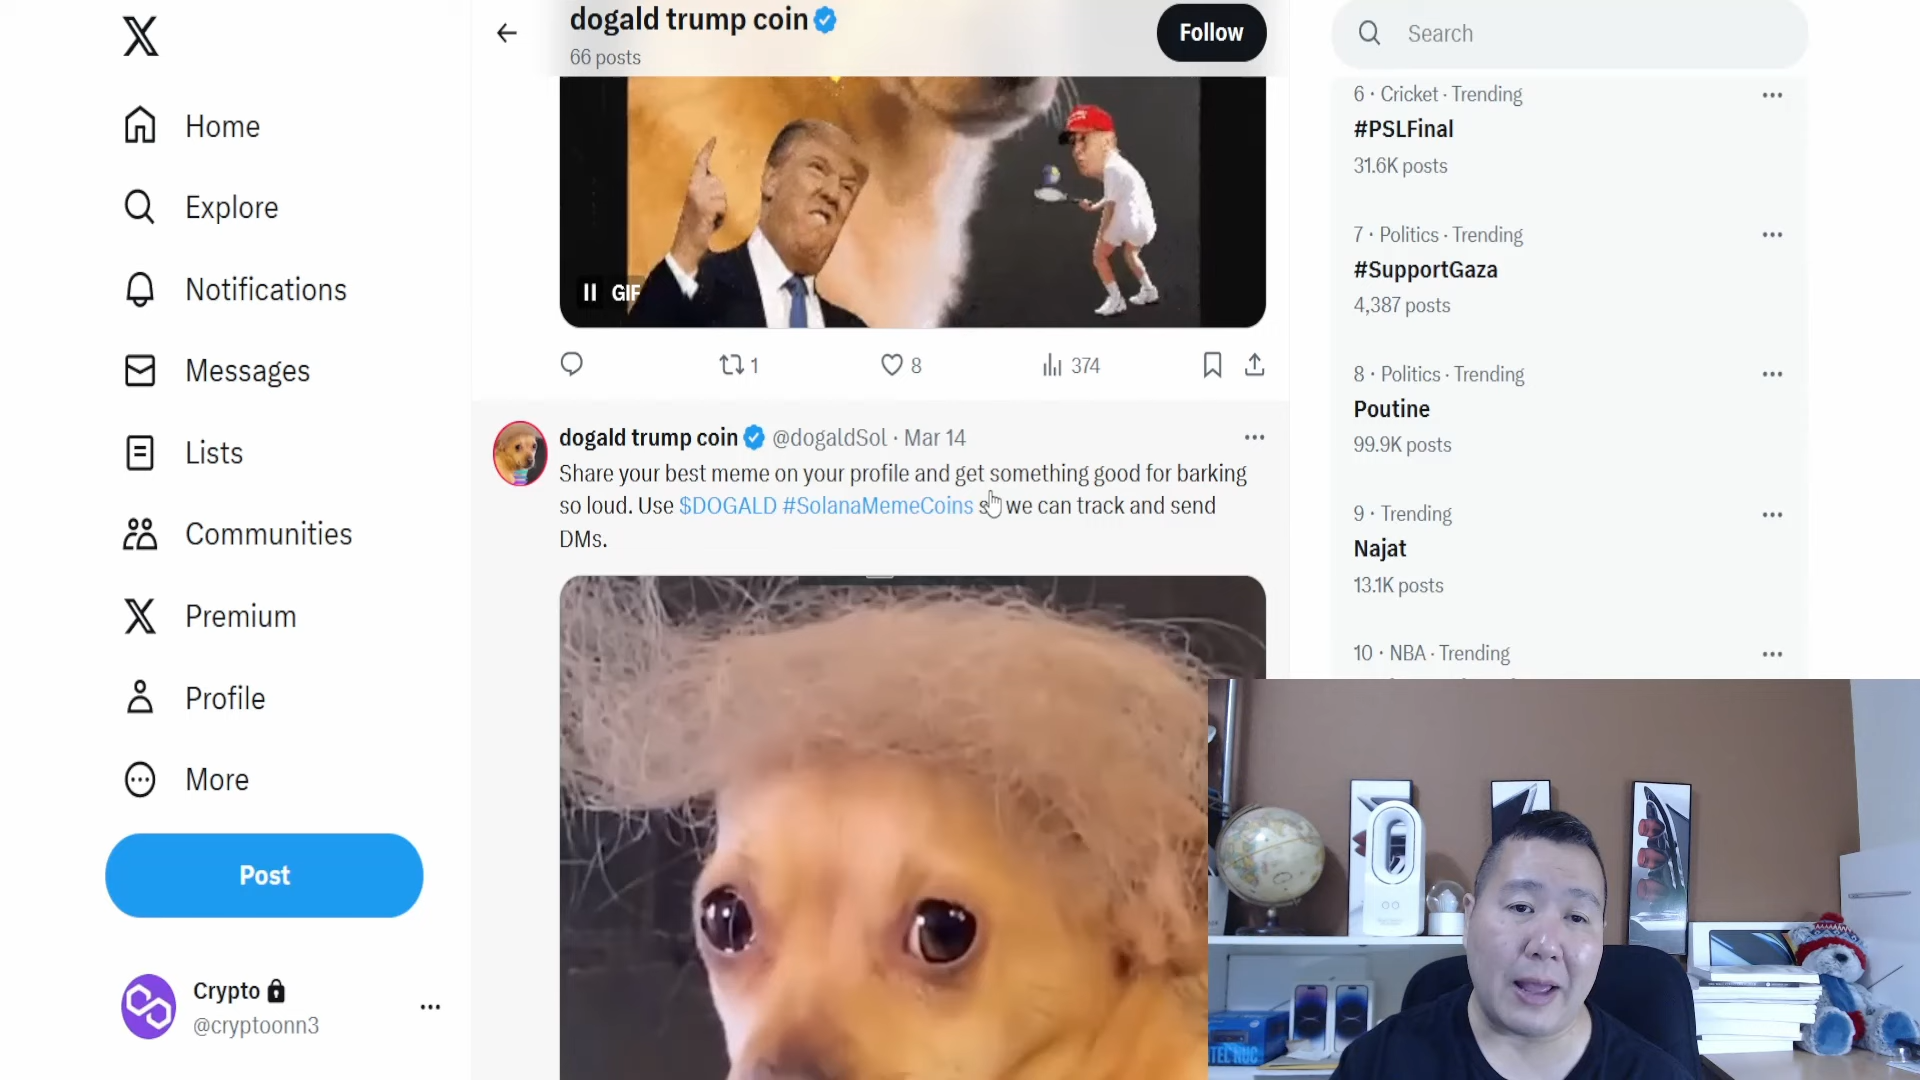 dogald trump coin
66 posts
Follow
Search
Home
Explore
Notifications
Messages
Lists
Communities
Premium
Profile
More
Post
Crypto
@cryptoonn3
GIF
1
8
374
dogald trump coin @dogaldSol · Mar 14
Share your best meme on your profile and get something good for barking
so loud. Use $DOGALD #SolanaMemeCoins we can track and send
DMs.
6 · Cricket · Trending
#PSLFinal
31.6K posts
7 · Politics · Trending
#SupportGaza
4,387 posts
8 · Politics · Trending
Poutine
99.9K posts
9 · Trending
Najat
13.1K posts
10 · NBA · Trending